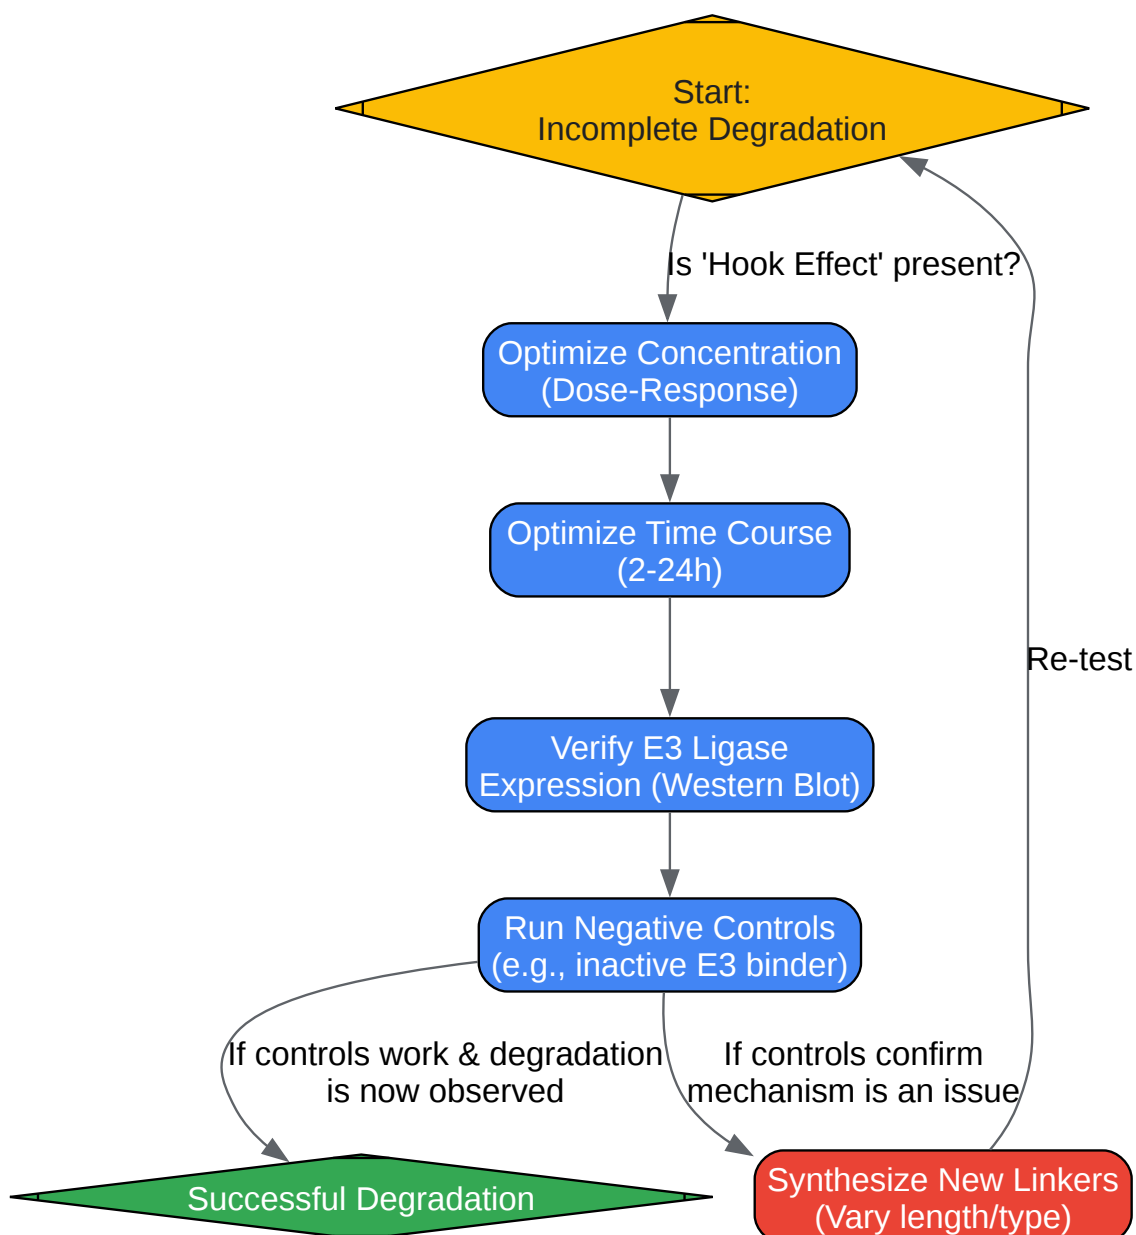 Start:
Incomplete Degradation
Is 'Hook Effect' present?
Optimize Concentration
(Dose-Response)
Optimize Time Course
(2-24h)
Re-test
Verify E3 Ligase
Expression (Western Blot)
Run Negative Controls
(e.g., inactive E3 binder)
If controls work & degradation
is now observed
If controls confirm
mechanism is an issue
Successful Degradation
Synthesize New Linkers
(Vary length/type)